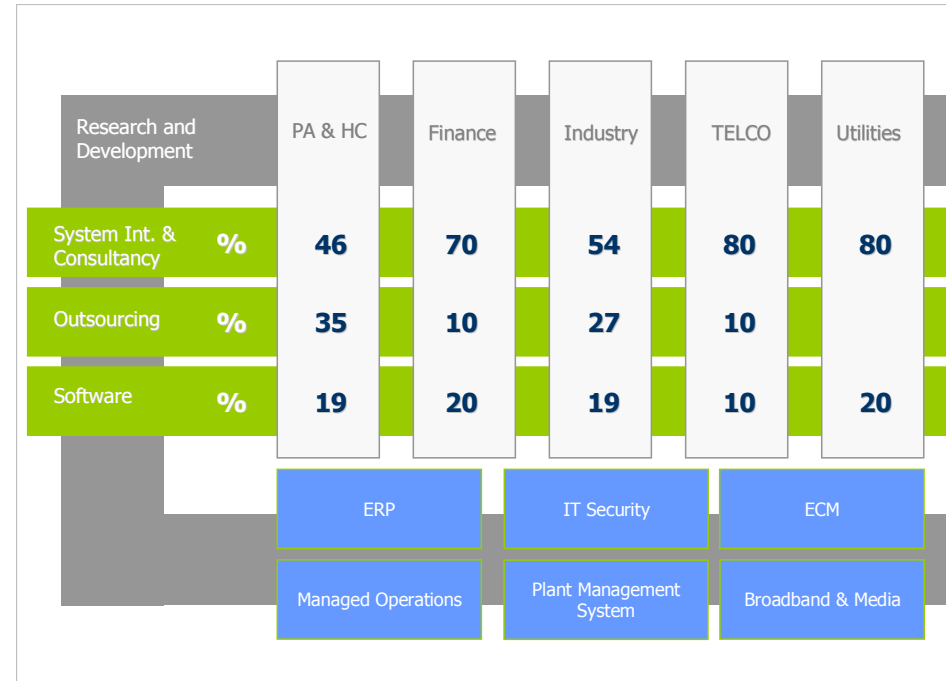 Research and
Development
PA & HC
Finance
Industry
TELCO
Utilities
System Int. &
Consultancy
% 46 70 54 80 80
Outsourcing % 35 10 27 10
Software % 19 20 19 10 20
ERP
IT Security
ECM
Managed Operations
Plant Management
System
Broadband & Media